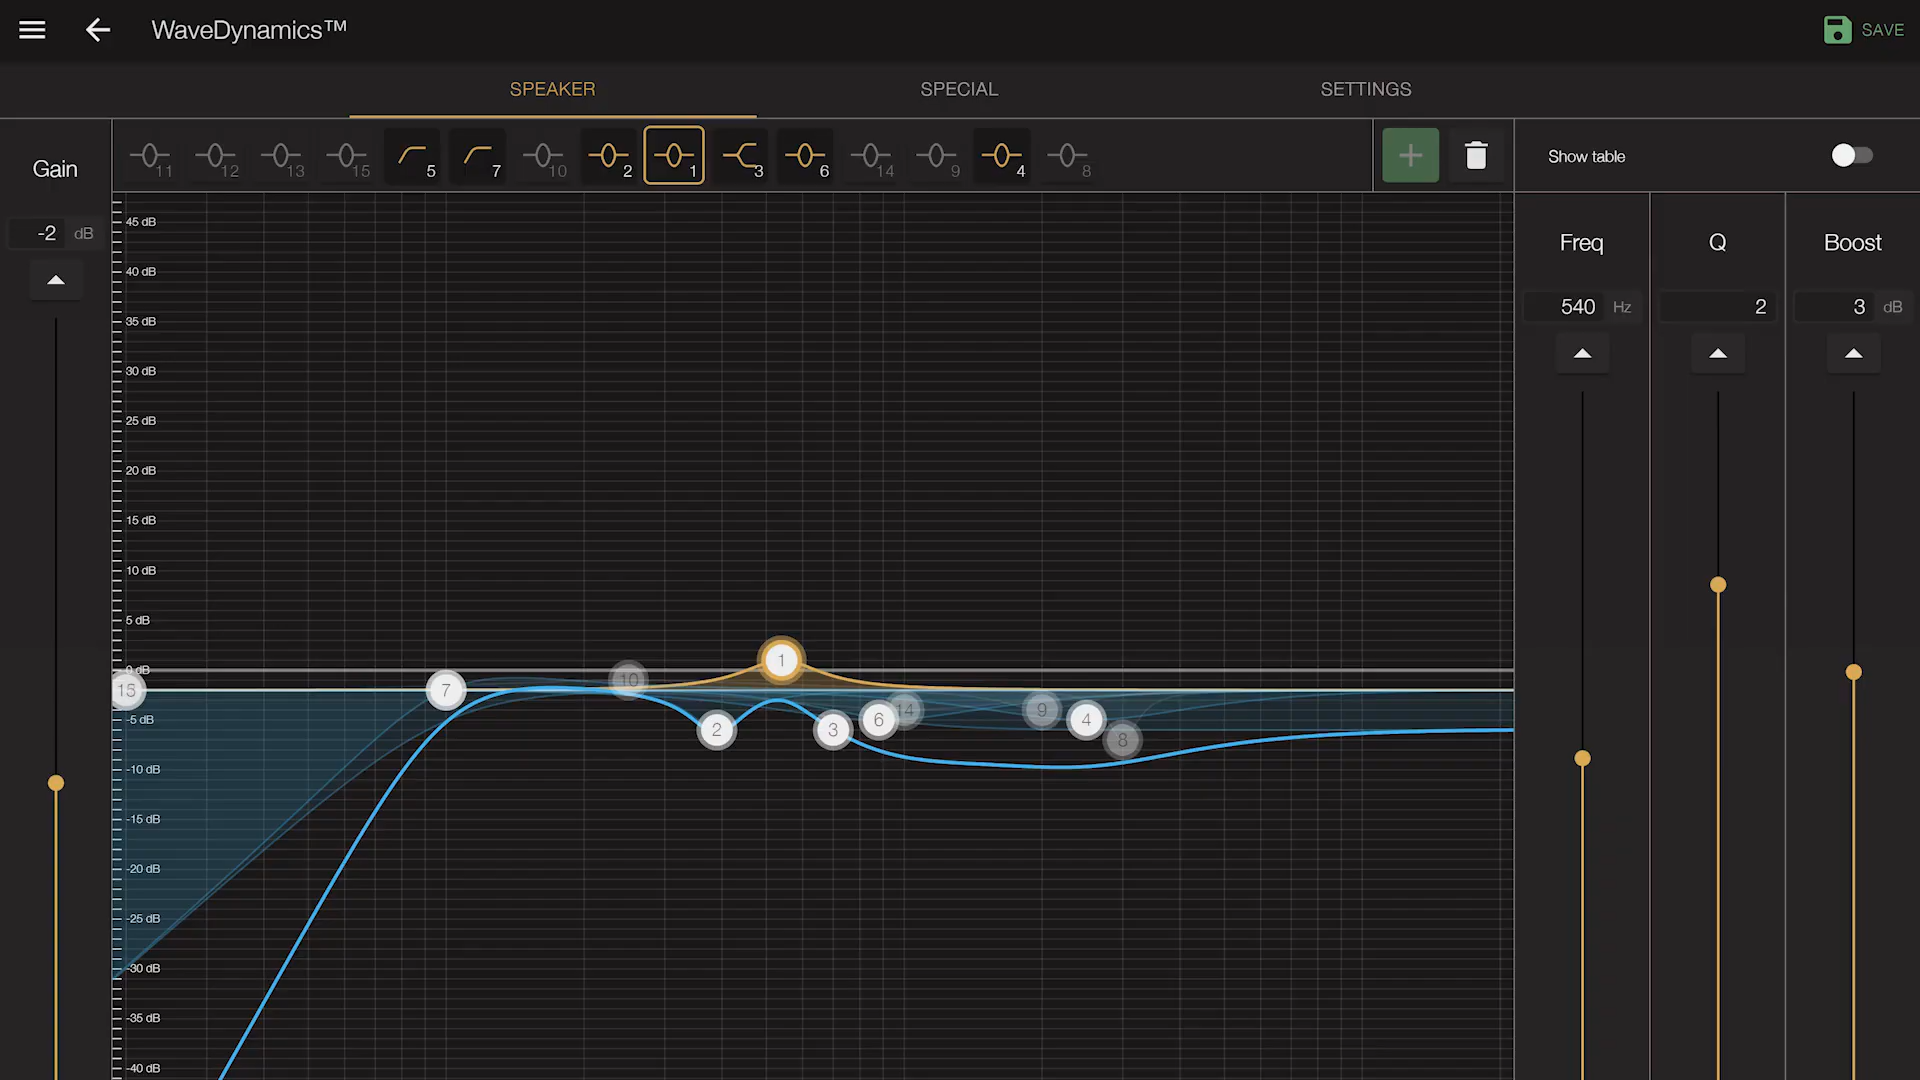 WaveDynamics™
SAVE
SPEAKER
SPECIAL
SETTINGS
Gain
-2 dB
11
12
13
15
5
7
10
2
1
3
6
14
9
4
8
Show table
Freq
540 Hz
Q
2
Boost
3 dB
45 dB
40 dB
35 dB
30 dB
25 dB
20 dB
15 dB
10 dB
5 dB
0 dB
-5 dB
-10 dB
-15 dB
-20 dB
-25 dB
-30 dB
-35 dB
-40 dB
15
7
10
2
1
3
6
14
9
4
8